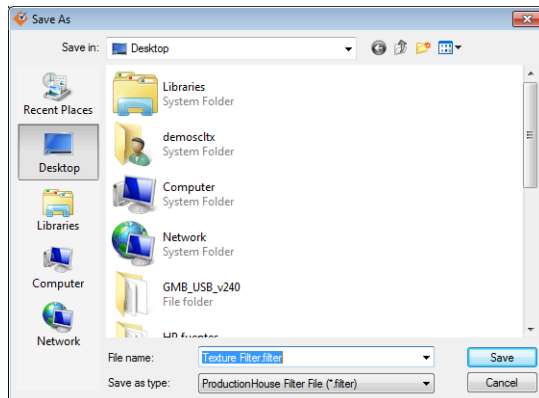 Save As
Save in:
Desktop
Recent Places
Desktop
Libraries
Computer
Network
Libraries
System Folder
demoscltx
System Folder
Computer
System Folder
Network
System Folder
GMB_USB_v240
File folder
HP fuentes
File name:
Texture Filter.filter
Save
Save as type:
ProductionHouse Filter File (*.filter)
Cancel